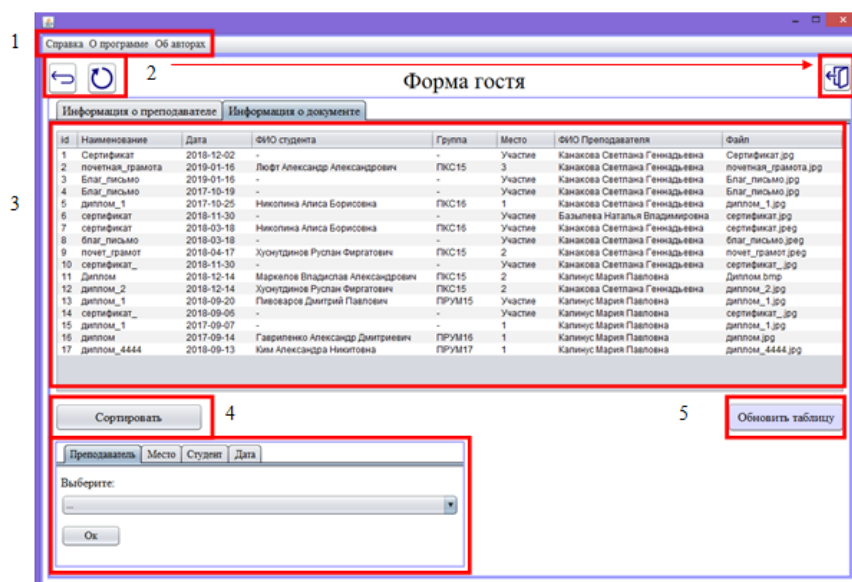 1 Справка О программе Об авторах
2 Форма гостя
Информация о преподавателе Информация о документе
3
id Наименование Дата ФИО студента Группа Место ФИО Преподавателя Файл
1 Сертификат 2018-12-02 - - Участие Канакова Светлана Геннадьевна Сертификат.jpg
2 почетная_грамота 2019-01-16 Люфт Александр Александрович ПКС15 3 Канакова Светлана Геннадьевна почетная_грамота.jpg
3 Благ_письмо 2019-01-16 - - Участие Канакова Светлана Геннадьевна Благ_письмо.jpg
4 Благ_письмо 2017-10-19 - - Участие Канакова Светлана Геннадьевна Благ_письмо.jpg
5 диплом_1 2017-10-25 Николина Алиса Борисовна ПКС16 1 Канакова Светлана Геннадьевна диплом_1.jpg
6 сертификат 2018-11-30 - - Участие Базылева Наталья Владимировна сертификат.jpg
7 сертификат 2018-03-18 Николина Алиса Борисовна ПКС16 Участие Канакова Светлана Геннадьевна сертификат.jpeg
8 благ_письмо 2018-03-18 - - Участие Канакова Светлана Геннадьевна благ_письмо.jpeg
9 почет_грамот 2018-04-17 Хуснутдинов Руслан Фиргатович ПКС15 2 Канакова Светлана Геннадьевна почет_грамот.jpeg
10 сертификат_ 2018-11-30 - - Участие Канакова Светлана Геннадьевна сертификат_.jpg
11 Диплом 2018-12-14 Маркелов Владислав Александрович ПКС15 2 Капинус Мария Павловна Диплом.bmp
12 диплом_2 2018-12-14 Хуснутдинов Руслан Фиргатович ПКС15 2 Канакова Светлана Геннадьевна диплом_2.jpg
13 диплом_1 2018-09-20 Пивоваров Дмитрий Павлович ПРУМ15 Участие Капинус Мария Павловна диплом_1.jpg
14 сертификат_ 2018-09-06 - - Участие Капинус Мария Павловна сертификат_.jpg
15 диплом_1 2017-09-07 - - 1 Капинус Мария Павловна диплом_1.jpg
16 диплом 2017-09-14 Гавриленко Александр Дмитриевич ПРУМ16 1 Капинус Мария Павловна диплом.jpg
17 диплом_4444 2018-09-13 Ким Александра Никитовна ПРУМ17 1 Капинус Мария Павловна диплом_4444.jpg
Сортировать 4 5 Обновить таблицу
Преподаватель Место Студент Дата
Выберите:
...
Ок